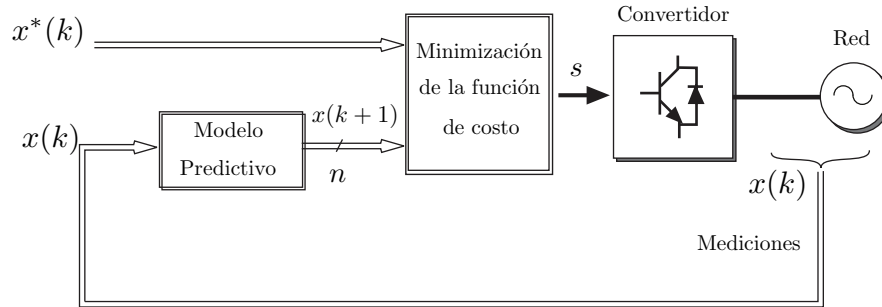 x*(k)
Minimización
de la función
de costo
s
Convertidor
Red
x(k)
Modelo
Predictivo
x(k + 1)
n
x(k)
Mediciones